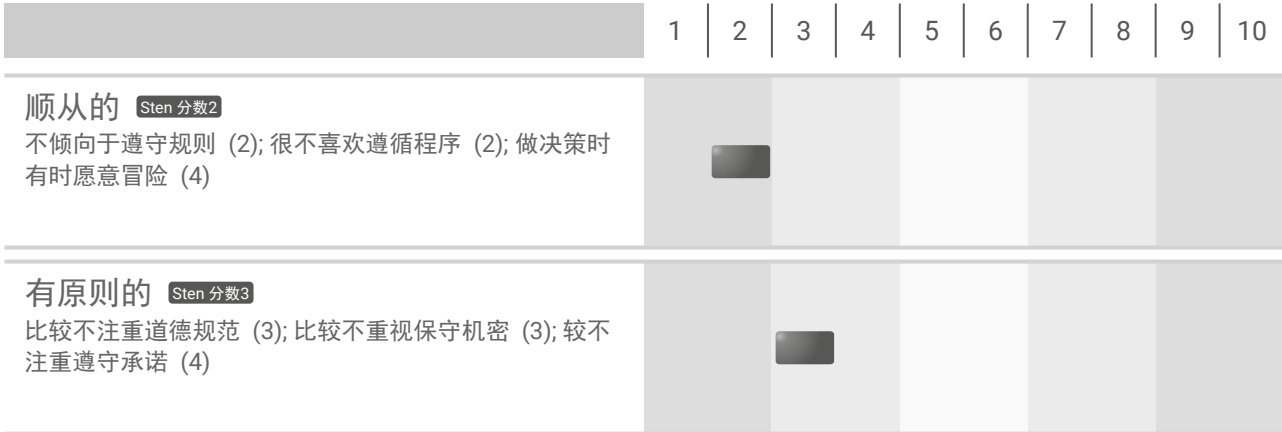 1 2 3 4 5 6 7 8 9 10
顺从的 Sten 分数2
不倾向于遵守规则 (2); 很不喜欢遵循程序 (2); 做决策时
有时愿意冒险 (4)
有原则的 Sten 分数3
比较不注重道德规范 (3); 比较不重视保守机密 (3); 较不
注重遵守承诺 (4)